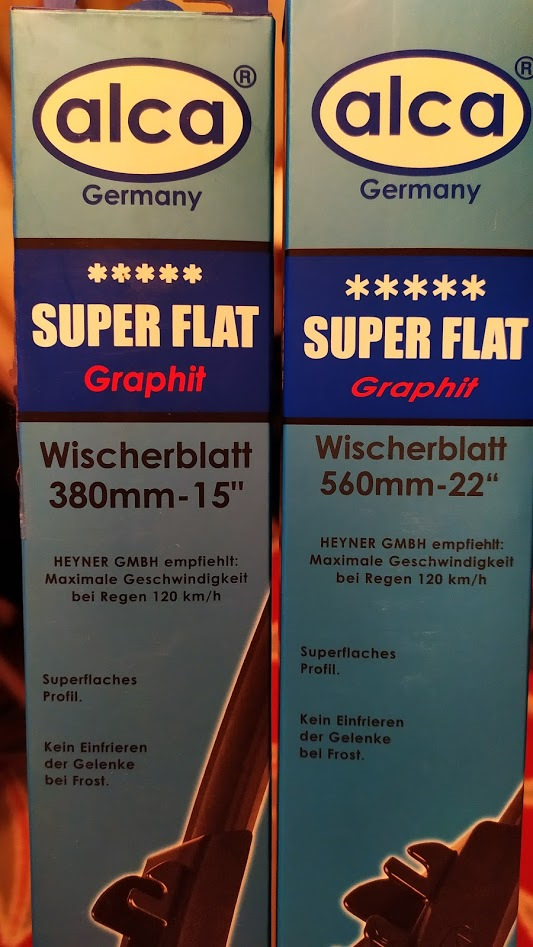 alca®
Germany
*****
SUPER FLAT
Graphit
Wischerblatt
380mm-15"
HEYNER GMBH empfiehlt:
Maximale Geschwindigkeit
bei Regen 120 km/h
Superflaches
Profil.
Kein Einfrieren
der Gelenke
bei Frost.
alca®
Germany
*****
SUPER FLAT
Graphit
Wischerblatt
560mm-22“
HEYNER GMBH empfiehlt:
Maximale Geschwindigkeit
bei Regen 120 km/h
Superflaches
Profil.
Kein Einfrieren
der Gelenke
bei Frost.